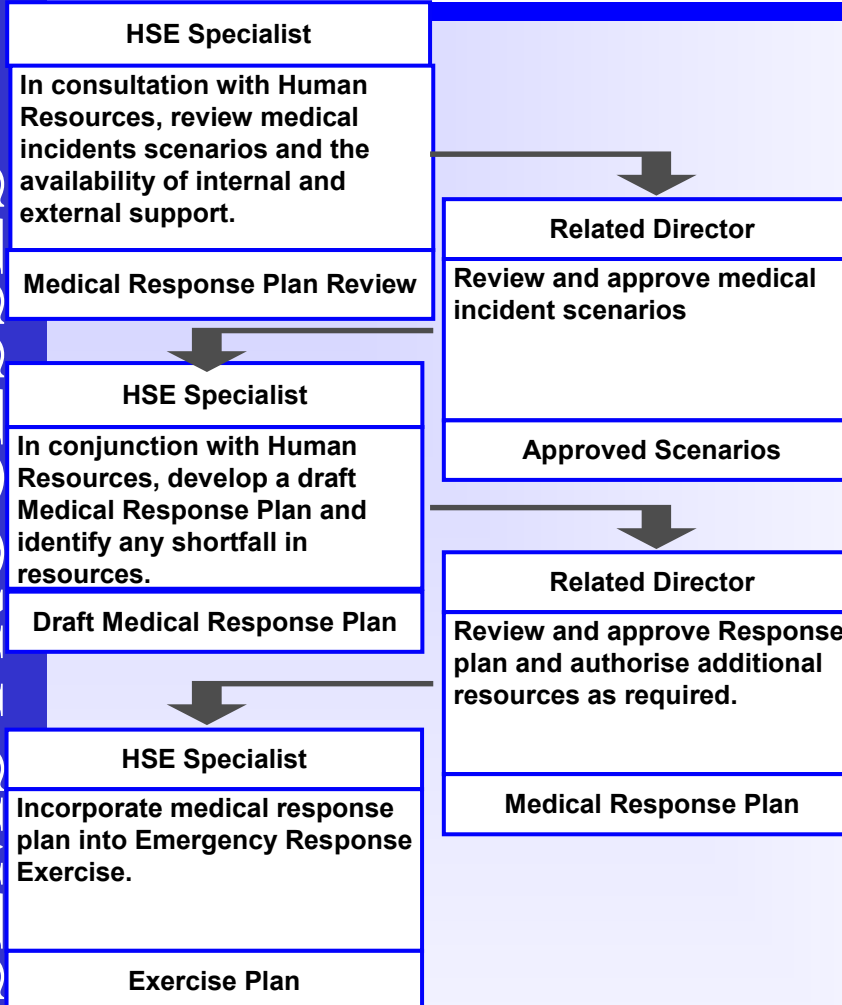 HSE Specialist
In consultation with Human
Resources, review medical
incidents scenarios and the
availability of internal and
external support.
Medical Response Plan Review
Related Director
Review and approve medical
incident scenarios
Approved Scenarios
HSE Specialist
In conjunction with Human
Resources, develop a draft
Medical Response Plan and
identify any shortfall in
resources.
Draft Medical Response Plan
Related Director
Review and approve Response
plan and authorise additional
resources as required.
Medical Response Plan
HSE Specialist
Incorporate medical response
plan into Emergency Response
Exercise.
Exercise Plan